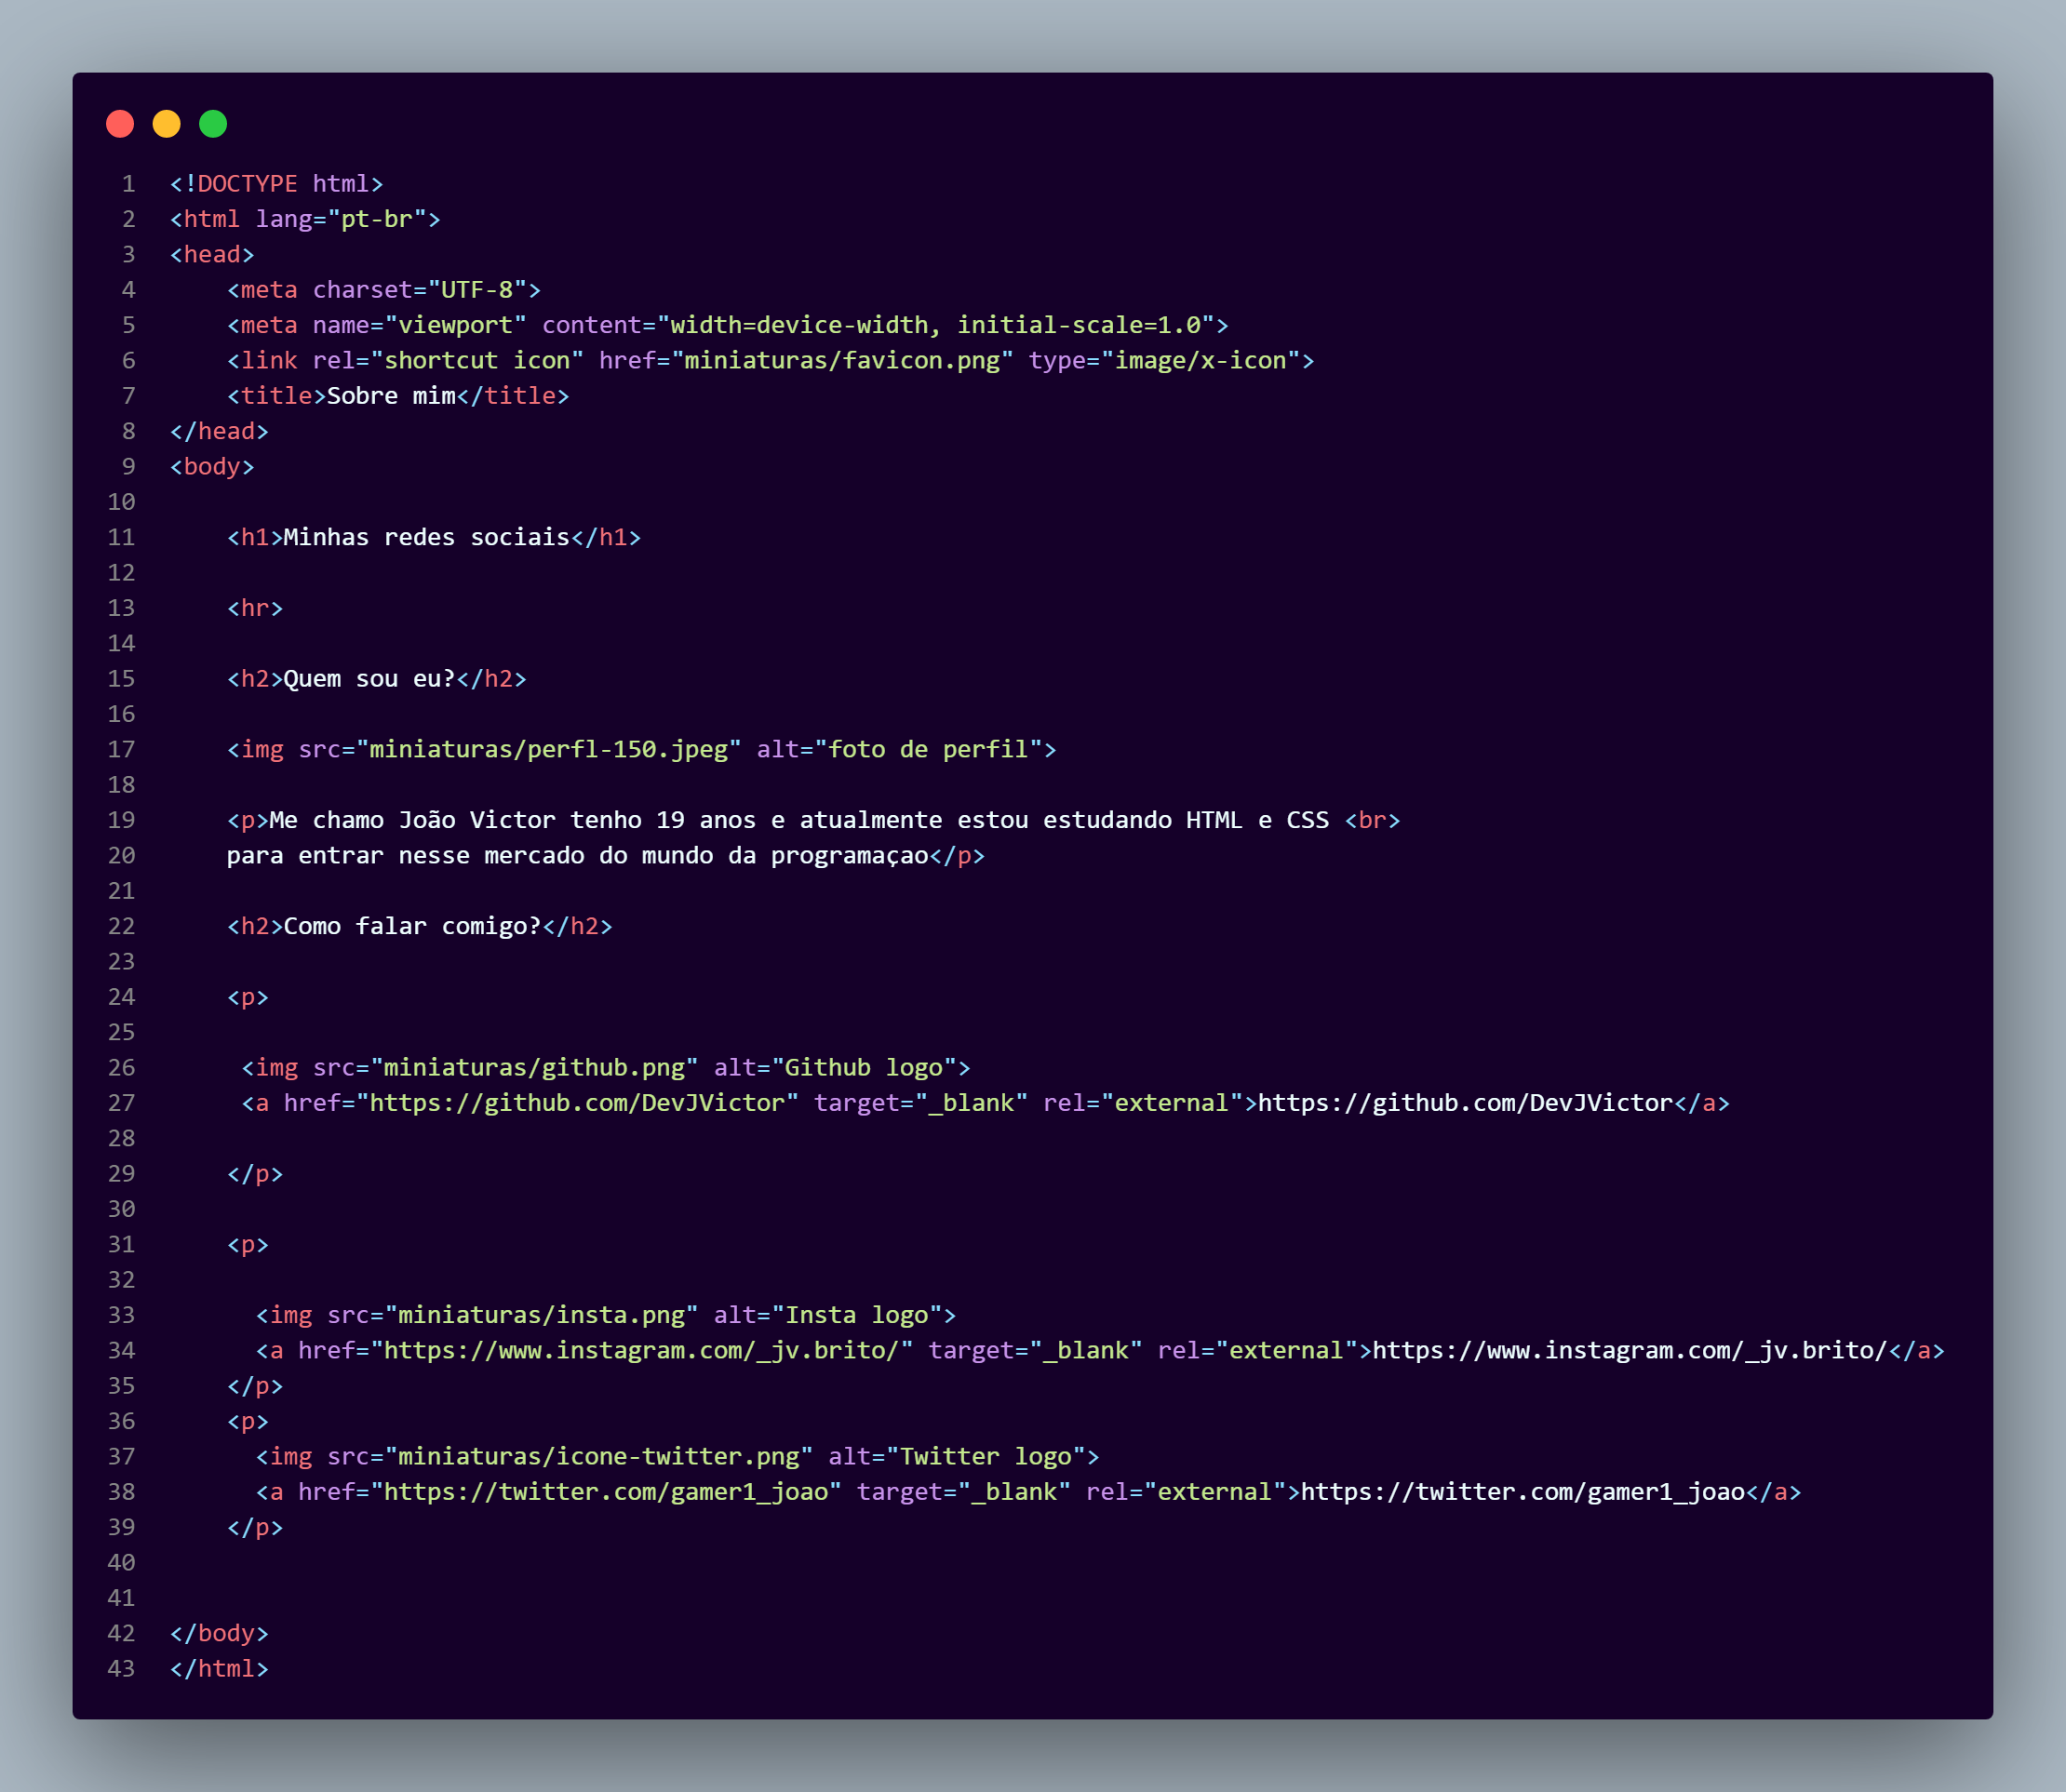 1 <!DOCTYPE html>
2 <html lang="pt-br">
3 <head>
4     <meta charset="UTF-8">
5     <meta name="viewport" content="width=device-width, initial-scale=1.0">
6     <link rel="shortcut icon" href="miniaturas/favicon.png" type="image/x-icon">
7     <title>Sobre mim</title>
8 </head>
9 <body>
10
11     <h1>Minhas redes sociais</h1>
12
13     <hr>
14
15     <h2>Quem sou eu?</h2>
16
17     <img src="miniaturas/perfl-150.jpeg" alt="foto de perfil">
18
19     <p>Me chamo João Victor tenho 19 anos e atualmente estou estudando HTML e CSS <br>
20     para entrar nesse mercado do mundo da programaçao</p>
21
22     <h2>Como falar comigo?</h2>
23
24     <p>
25
26      <img src="miniaturas/github.png" alt="Github logo">
27      <a href="https://github.com/DevJVictor" target="_blank" rel="external">https://github.com/DevJVictor</a>
28
29     </p>
30
31     <p>
32
33       <img src="miniaturas/insta.png" alt="Insta logo">
34       <a href="https://www.instagram.com/_jv.brito/" target="_blank" rel="external">https://www.instagram.com/_jv.brito/</a>
35     </p>
36     <p>
37       <img src="miniaturas/icone-twitter.png" alt="Twitter logo">
38       <a href="https://twitter.com/gamer1_joao" target="_blank" rel="external">https://twitter.com/gamer1_joao</a>
39     </p>
40
41
42 </body>
43 </html>